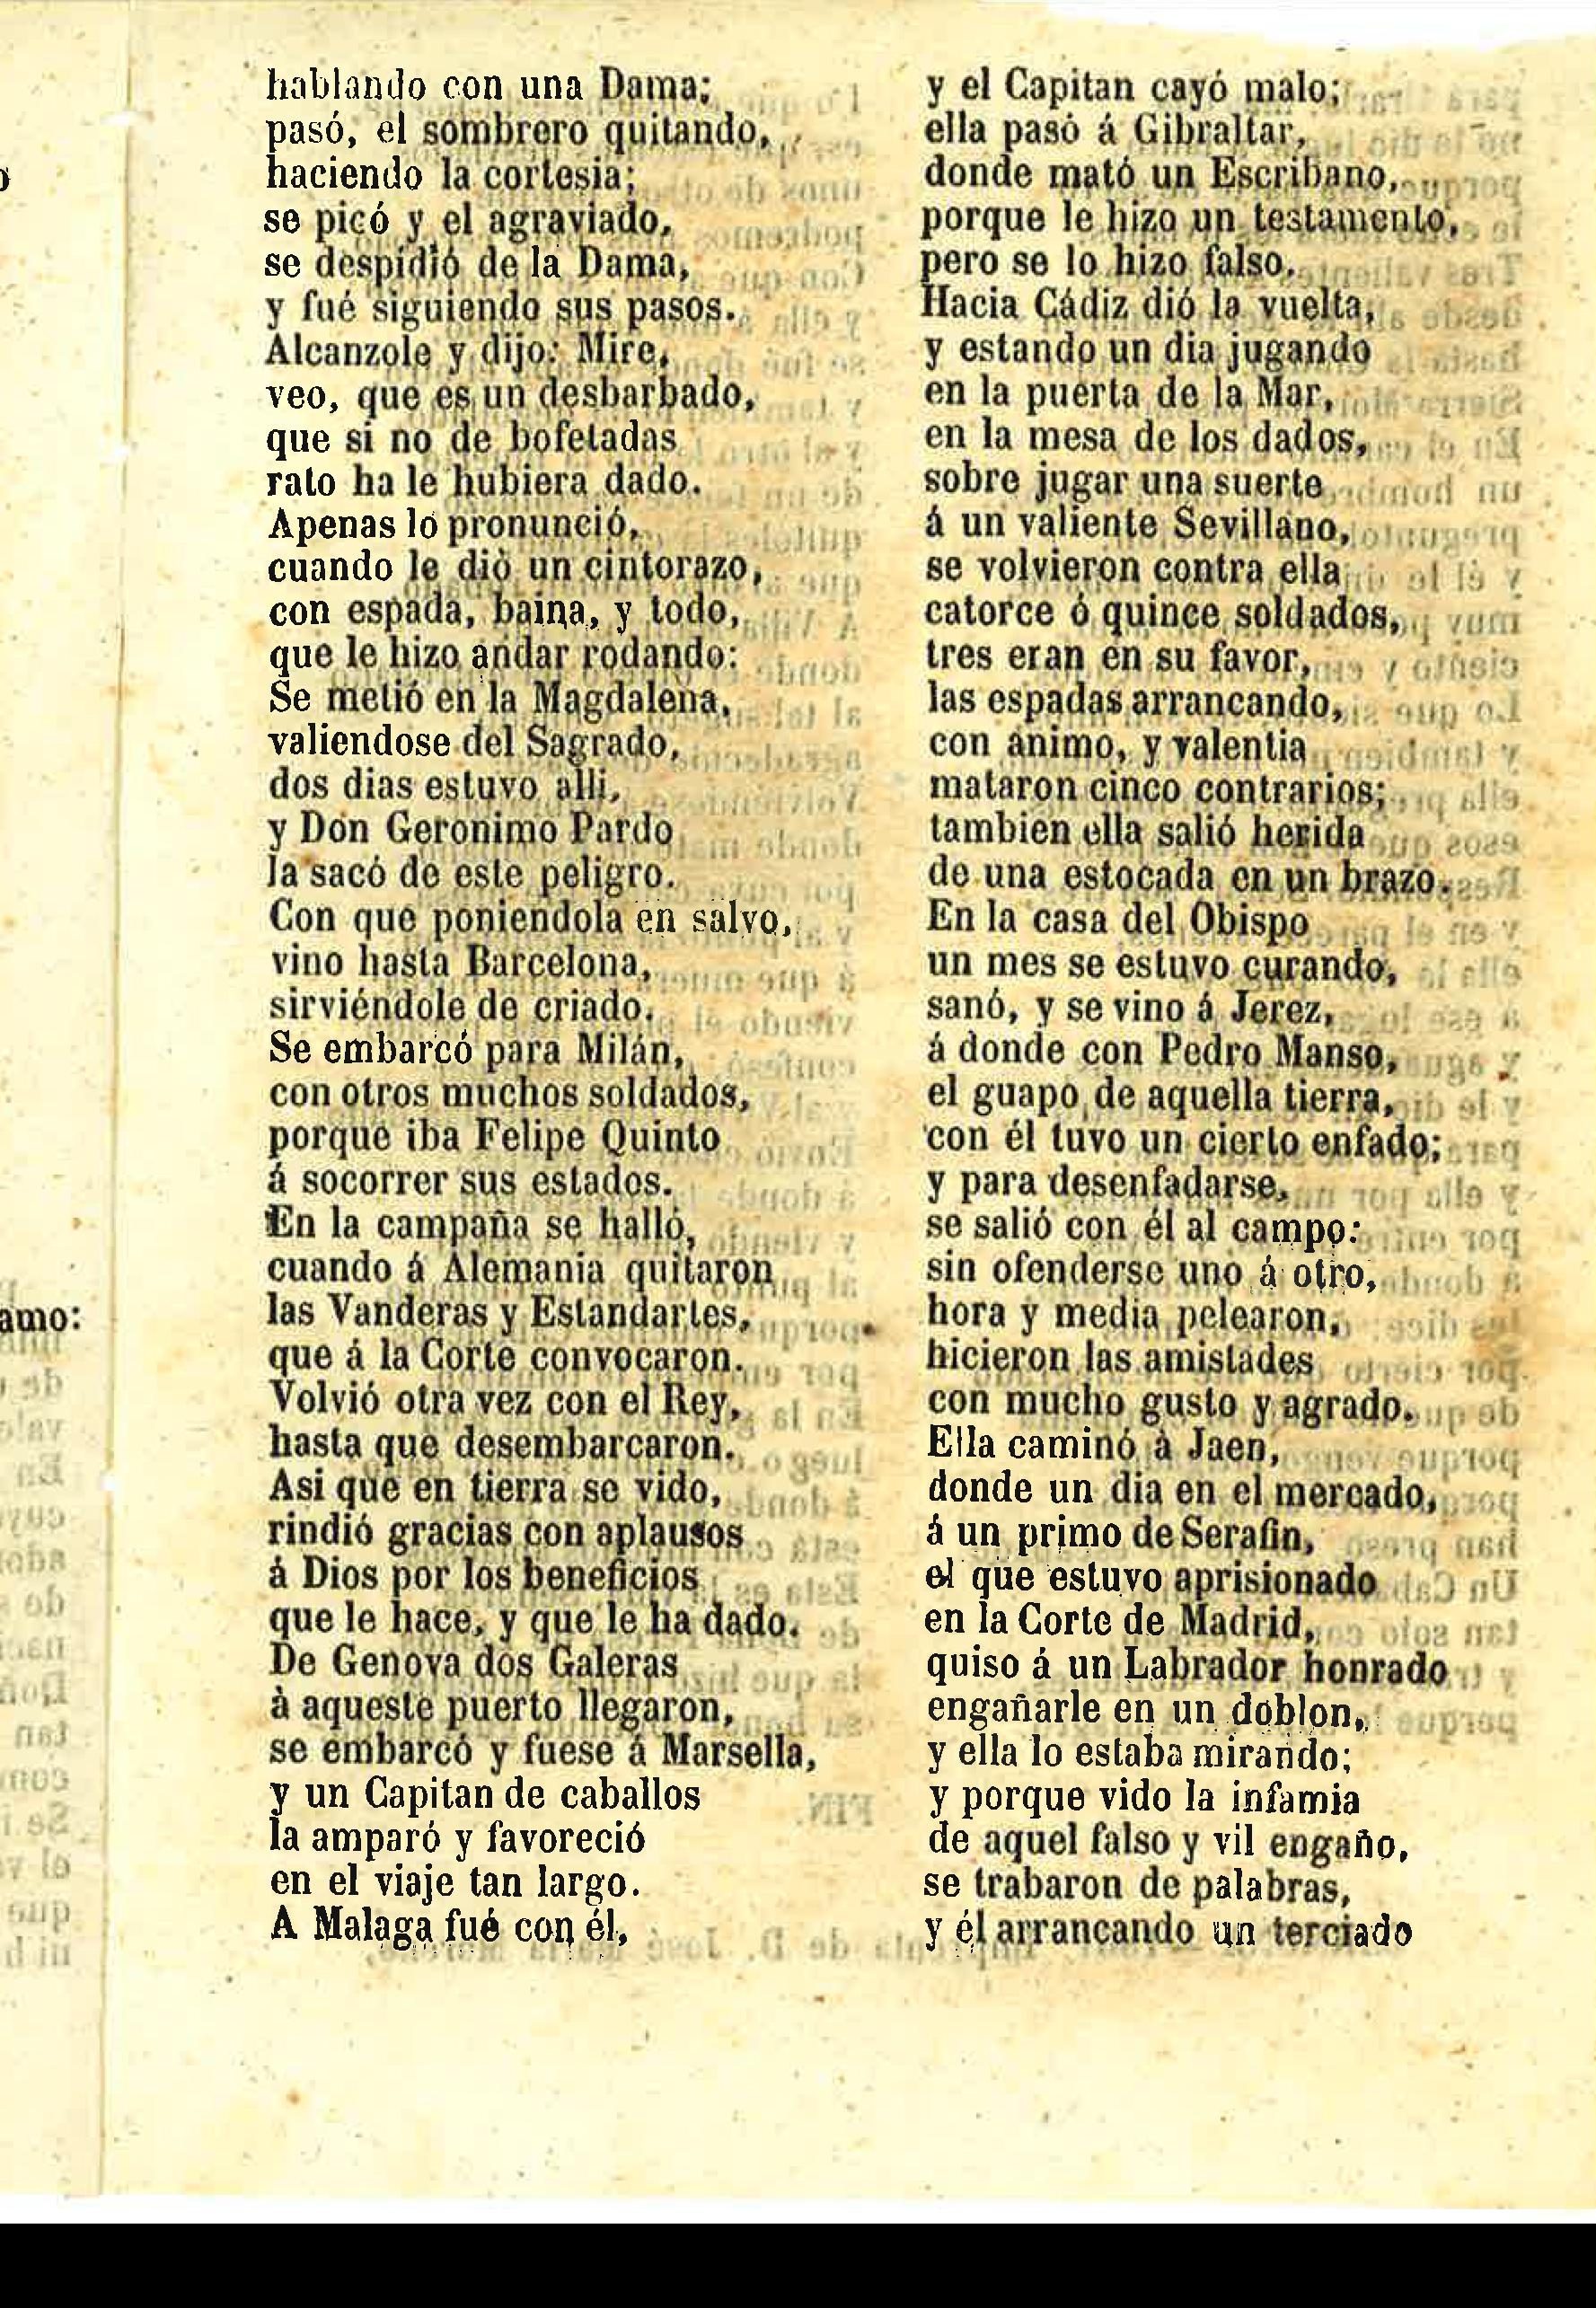 hablando con una Dama;
pasó, el sombrero quitando,
haciendo la cortesia;
se picó y el agraviado,
se despidió de la Dama,
y fué siguiendo sus pasos.
Alcanzole y dijo: Mire,
veo, que es un desbarbado,
que si no de bofetadas
rato ha le hubiera dado.
Apenas lo pronunció,
cuando le dió un cintorazo,
con espada, baina, y todo,
que le hizo andar rodando:
Se metió en la Magdalena,
valiendose del Sagrado,
dos dias estuvo alli,
y Don Geronimo Pardo
la sacó de este peligro.
Con que poniendola en salvo,
vino hasta Barcelona,
sirviéndole de criado.
Se embarcó para Milán,
con otros muchos soldados,
porque iba Felipe Quinto
á socorrer sus estados.
En la campaña se halló,
cuando á Alemania quitaron
las Vanderas y Estandartes,
que á la Corte convocaron.
Volvió otra vez con el Rey,
hasta que desembarcaron.
Asi que en tierra se vido,
rindió gracias con aplausos
á Dios por los beneficios
que le hace, y que le ha dado.
De Genova dos Galeras
à aqueste puerto llegaron,
se embarcó y fuese á Marsella,
y un Capitan de caballos
la amparó y favoreció
en el viaje tan largo.
A Malaga fué con él,
y el Capitan cayó malo;
ella pasó á Gibraltar,
donde mató un Escribano,
porque le hizo un testamento,
pero se lo hizo falso.
Hacia Cádiz dió la vuelta,
y estando un dia jugando
en la puerta de la Mar,
en la mesa de los dados,
sobre jugar una suerte
á un valiente Sevillano,
se volvieron contra ella
catorce ó quince soldados,
tres eran en su favor,
las espadas arrancando,
con animo, y valentia
mataron cinco contrarios;
tambien ella salió herida
de una estocada en un brazo.
En la casa del Obispo
un mes se estuvo curando,
sanó, y se vino á Jerez,
á donde con Pedro Manso,
el guapo de aquella tierra,
con él tuvo un cierto enfado;
y para desenfadarse,
se salió con él al campo:
sin ofenderse uno á otro,
hora y media pelearon,
hicieron las amistades
con mucho gusto y agrado.
Ella caminó à Jaen,
donde un dia en el mercado,
á un primo de Serafin,
el que estuvo aprisionado
en la Corte de Madrid,
quiso á un Labrador honrado
engañarle en un doblon,
y ella lo estaba mirando;
y porque vido la infamia
de aquel falso y vil engaño,
se trabaron de palabras,
y él arrancando un terciado
amo: